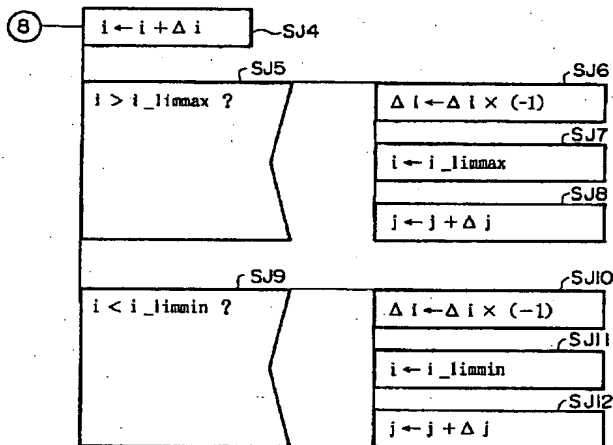 8
i ← i + Δ i
SJ4
SJ5
i > i_limmax ?
SJ6
Δ i ← Δ i × (-1)
SJ7
i ← i_limmax
SJ8
j ← j + Δ j
SJ9
i < i_limmin ?
SJ10
Δ i ← Δ i × (-1)
SJ11
i ← i_limmin
SJ12
j ← j + Δ j